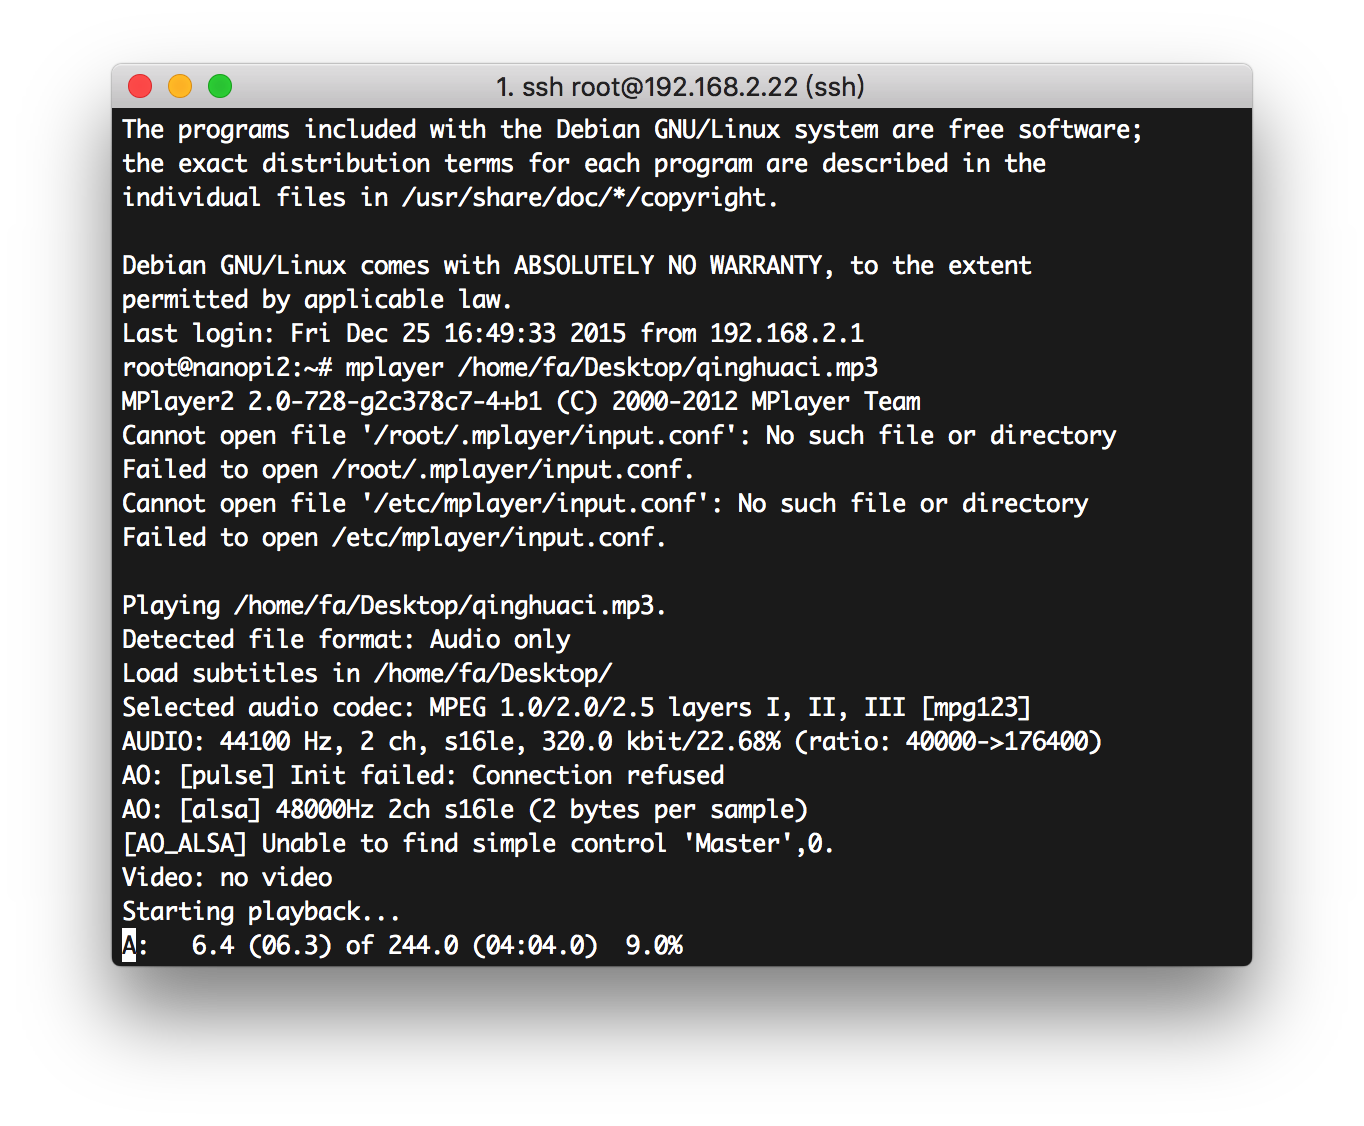 1. ssh root@192.168.2.22 (ssh)
The programs included with the Debian GNU/Linux system are free software;
the exact distribution terms for each program are described in the
individual files in /usr/share/doc/*/copyright.
Debian GNU/Linux comes with ABSOLUTELY NO WARRANTY, to the extent
permitted by applicable law.
Last login: Fri Dec 25 16:49:33 2015 from 192.168.2.1
root@nanopi2:~# mplayer /home/fa/Desktop/qinghuaci.mp3
MPlayer2 2.0-728-g2c378c7-4+b1 (C) 2000-2012 MPlayer Team
Cannot open file '/root/.mplayer/input.conf': No such file or directory
Failed to open /root/.mplayer/input.conf.
Cannot open file '/etc/mplayer/input.conf': No such file or directory
Failed to open /etc/mplayer/input.conf.
Playing /home/fa/Desktop/qinghuaci.mp3.
Detected file format: Audio only
Load subtitles in /home/fa/Desktop/
Selected audio codec: MPEG 1.0/2.0/2.5 layers I, II, III [mpg123]
AUDIO: 44100 Hz, 2 ch, s16le, 320.0 kbit/22.68% (ratio: 40000->176400)
AO: [pulse] Init failed: Connection refused
AO: [alsa] 48000Hz 2ch s16le (2 bytes per sample)
[AO_ALSA] Unable to find simple control 'Master',0.
Video: no video
Starting playback...
A:   6.4 (06.3) of 244.0 (04:04.0)  9.0%